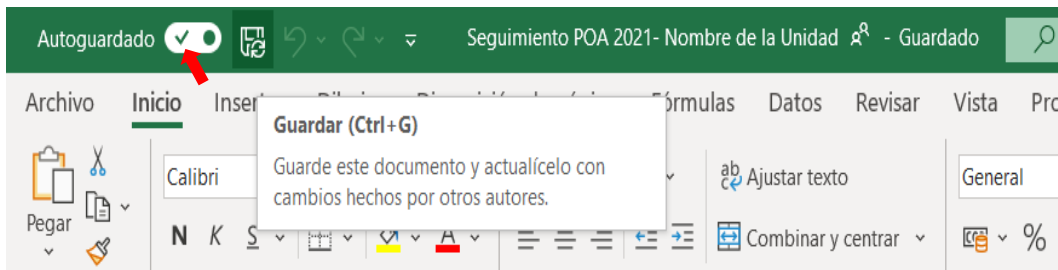 Autoguardado Seguimiento POA 2021- Nombre de la Unidad - Guardado
Archivo Inicio Datos Revisar Vista
Guardar (Ctrl+G)
Guarde este documento y actualícelo con
cambios hechos por otros autores.
Calibri Ajustar texto General
Pegar N K S A Combinar y centrar %